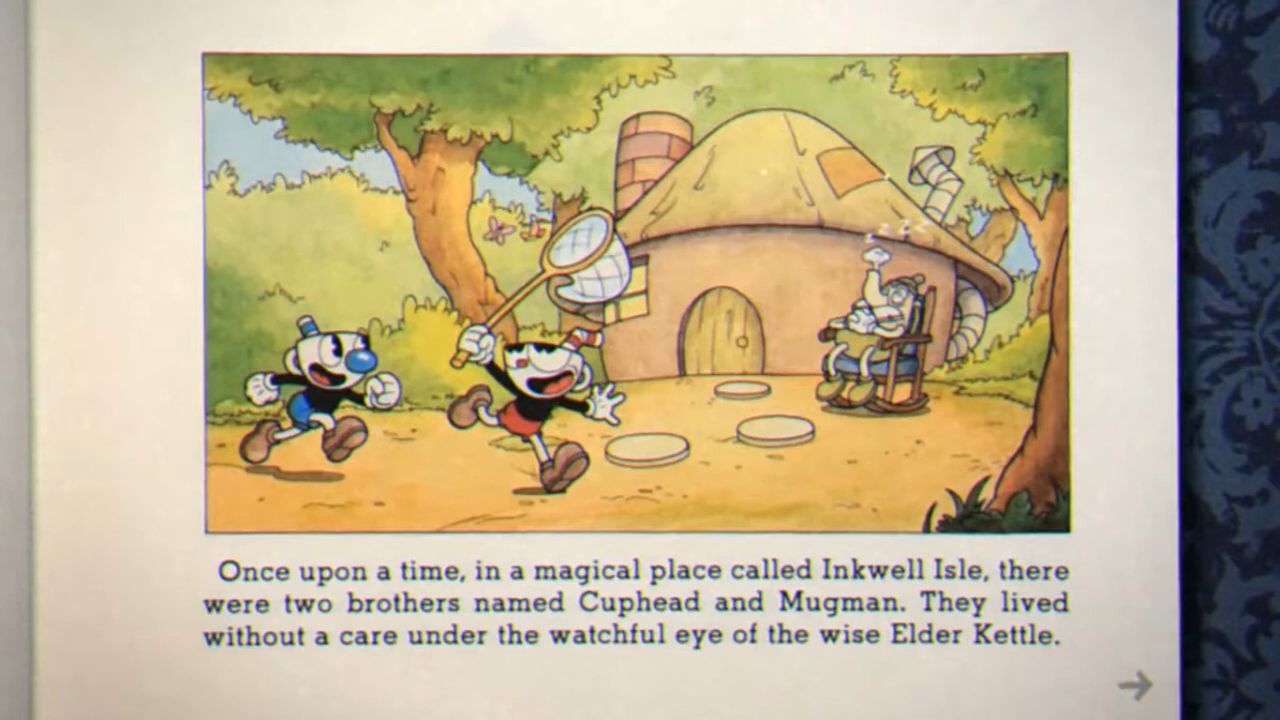 z z z z
Once upon a time, in a magical place called Inkwell Isle, there
were two brothers named Cuphead and Mugman. They lived
without a care under the watchful eye of the wise Elder Kettle.